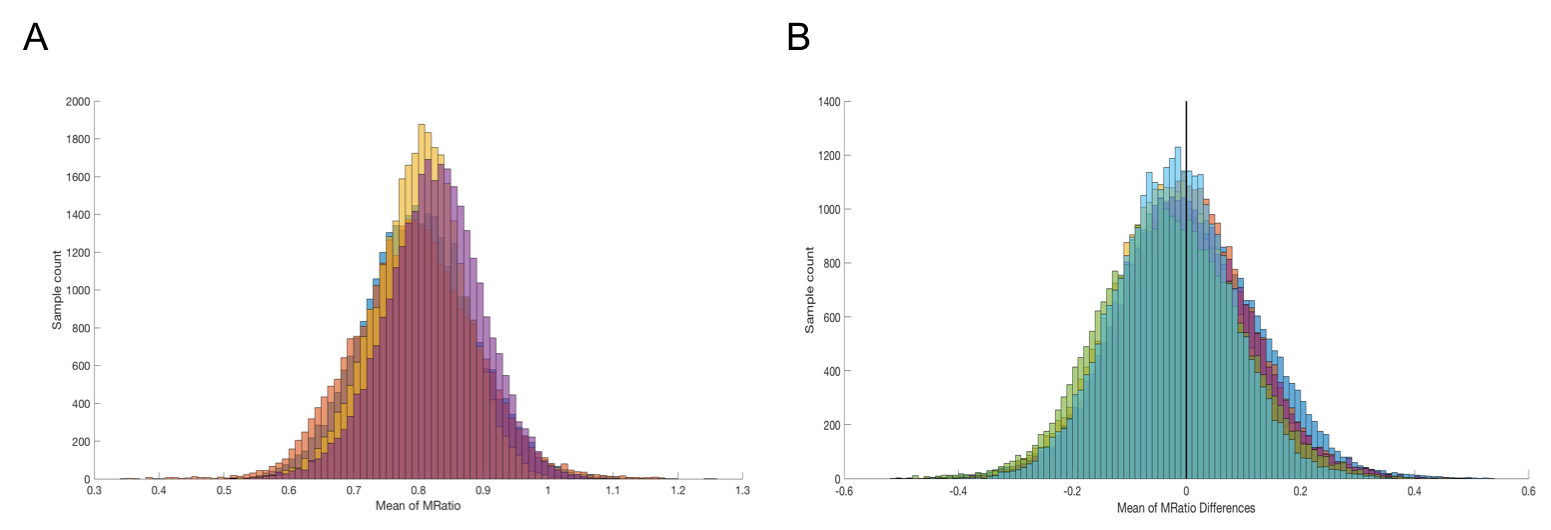 A
B
2000
1800
1600
1400
1200
1000
800
600
400
200
0
Sample count
0.3 0.4 0.5 0.6 0.7 0.8 0.9 1 1.1 1.2 1.3
Mean of MRatio
1400
1200
1000
800
600
400
200
0
Sample count
-0.6 -0.4 -0.2 0 0.2 0.4 0.6
Mean of MRatio Differences